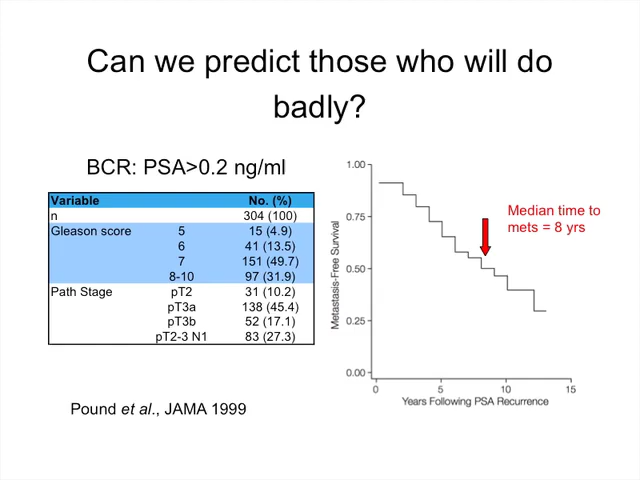 Can we predict those who will do
badly?
BCR: PSA>0.2 ng/ml
Variable No. (%)
n 304 (100)
Gleason score 5 15 (4.9)
6 41 (13.5)
7 151 (49.7)
8-10 97 (31.9)
Path Stage pT2 31 (10.2)
pT3a 138 (45.4)
pT3b 52 (17.1)
pT2-3 N1 83 (27.3)
Pound et al., JAMA 1999
Metastasis-Free Survival
1.00
0.75
0.50
0.25
0.00
0 5 10 15
Years Following PSA Recurrence
Median time to
mets = 8 yrs